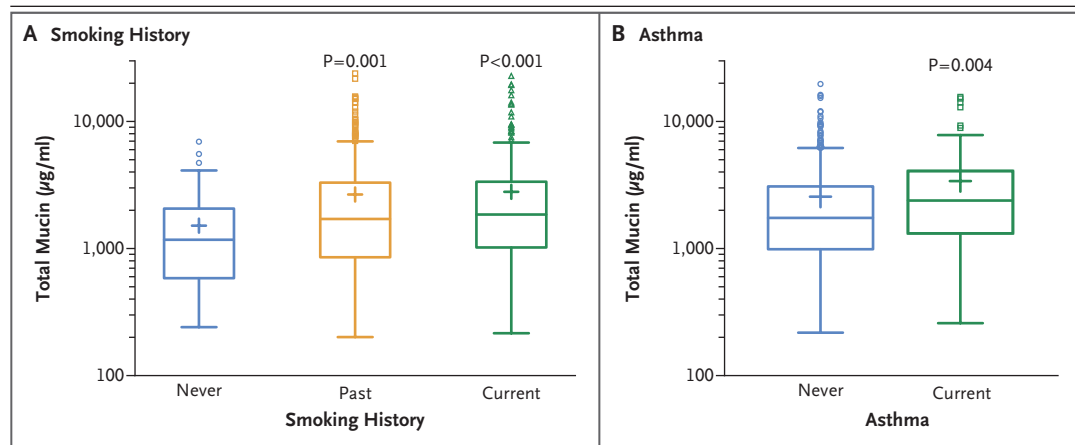 A Smoking History
P=0.001
P<0.001
10,000
1,000
100
Total Mucin (µg/ml)
Never
Past
Current
Smoking History
B Asthma
P=0.004
10,000
1,000
100
Total Mucin (µg/ml)
Never
Current
Asthma